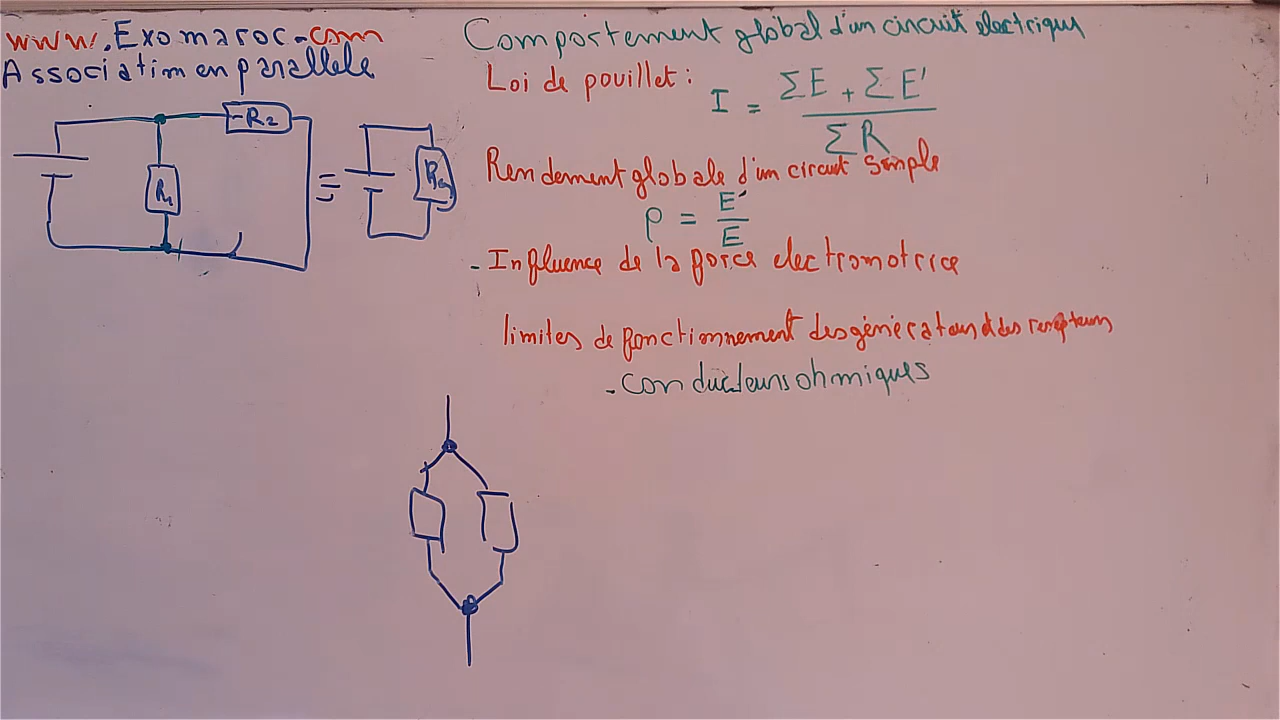 www.Exomaroc.com
Association en parallele
R2
R1
Req
Comportement global d'un circuit electrique
Loi de pouillet :
I = ΣE + ΣE' / ΣR
Rendement globale d'un circuit simple
ρ = E' / E
- Influence de la force electromotrice
limites de fonctionnement des générateurs et des recepteurs
- conducteurs ohmiques